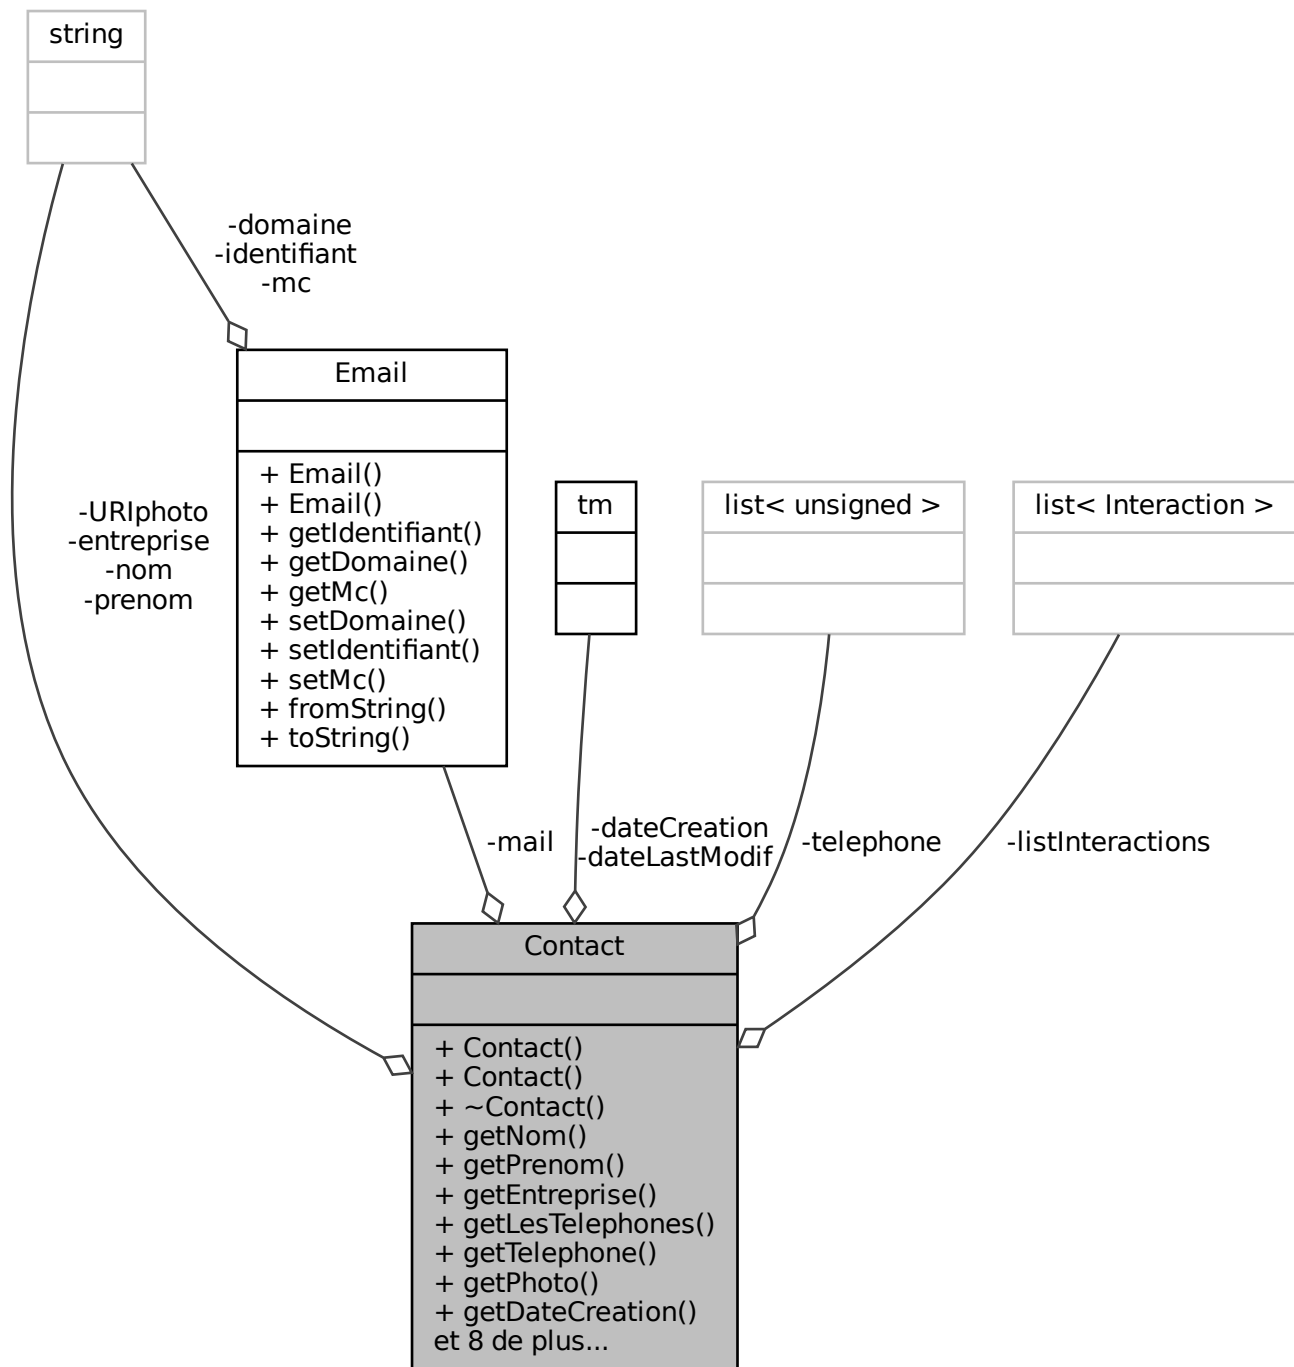 string
-domaine
-identifiant
-mc
Email
+ Email()
+ Email()
+ getIdentifiant()
+ getDomaine()
+ getMc()
+ setDomaine()
+ setIdentifiant()
+ setMc()
+ fromString()
+ toString()
-URIphoto
-entreprise
-nom
-prenom
tm
list< unsigned >
list< Interaction >
-mail
-dateCreation
-dateLastModif
-telephone
-listInteractions
Contact
+ Contact()
+ Contact()
+ ~Contact()
+ getNom()
+ getPrenom()
+ getEntreprise()
+ getLesTelephones()
+ getTelephone()
+ getPhoto()
+ getDateCreation()
et 8 de plus...